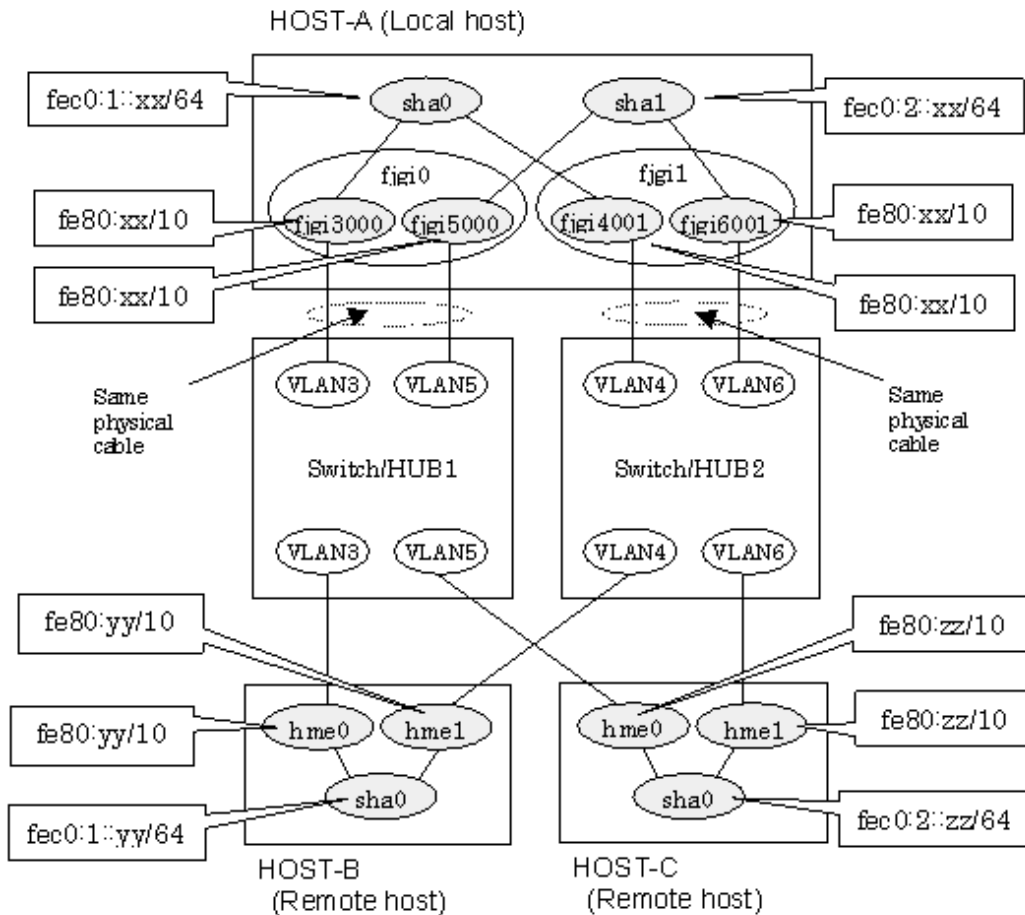 HOST-A (Local host)
fec0:1::xx/64
sha0
sha1
fec0:2::xx/64
fjgi0
fjgi1
fe80:xx/10
fjgi3000
fjgi5000
fjgi4001
fjgi6001
fe80:xx/10
fe80:xx/10
fe80:xx/10
Same
physical
cable
VLAN3
VLAN5
VLAN4
VLAN6
Same
physical
cable
Switch/HUB1
Switch/HUB2
VLAN3
VLAN5
VLAN4
VLAN6
fe80:yy/10
fe80:zz/10
fe80:yy/10
hme0
hme1
hme0
hme1
fe80:zz/10
sha0
sha0
fec0:1::yy/64
fec0:2::zz/64
HOST-B
(Remote host)
HOST-C
(Remote host)